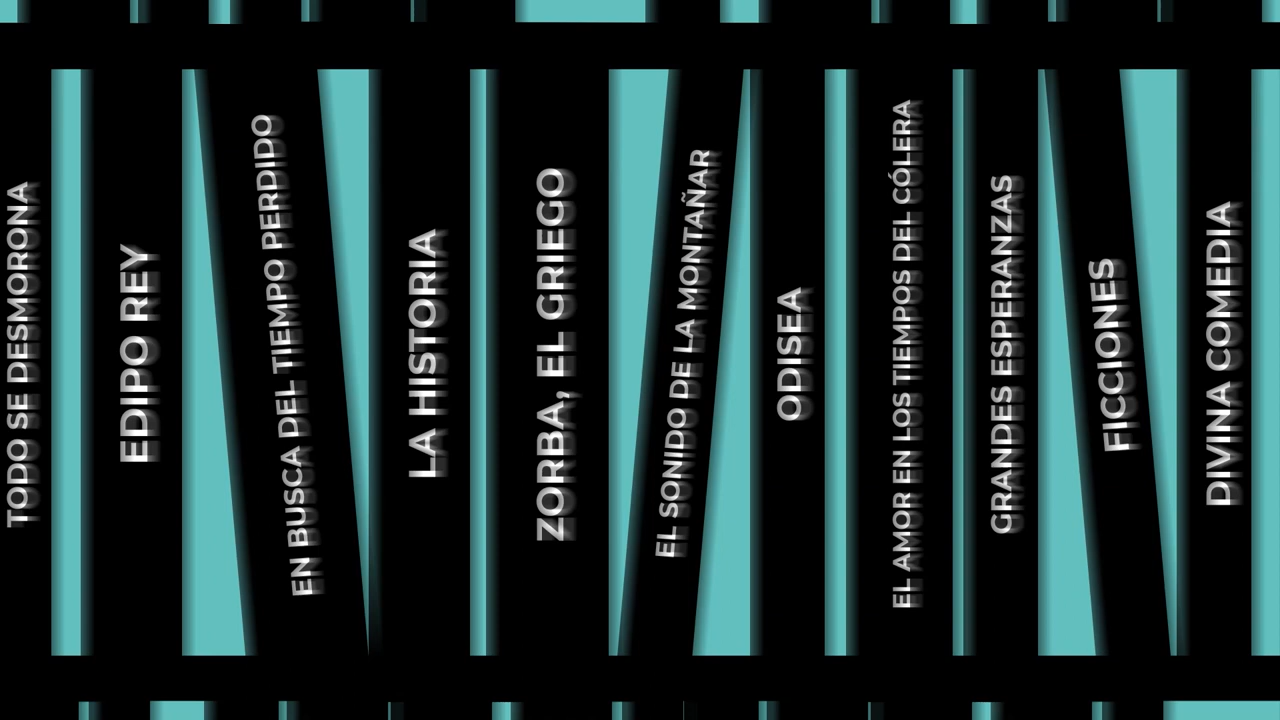 TODO SE DESMORONA
EDIPO REY
EN BUSCA DEL TIEMPO PERDIDO
LA HISTORIA
ZORBA, EL GRIEGO
EL SONIDO DE LA MONTAÑAR
ODISEA
EL AMOR EN LOS TIEMPOS DEL CÓLERA
GRANDES ESPERANZAS
FICCIONES
DIVINA COMEDIA